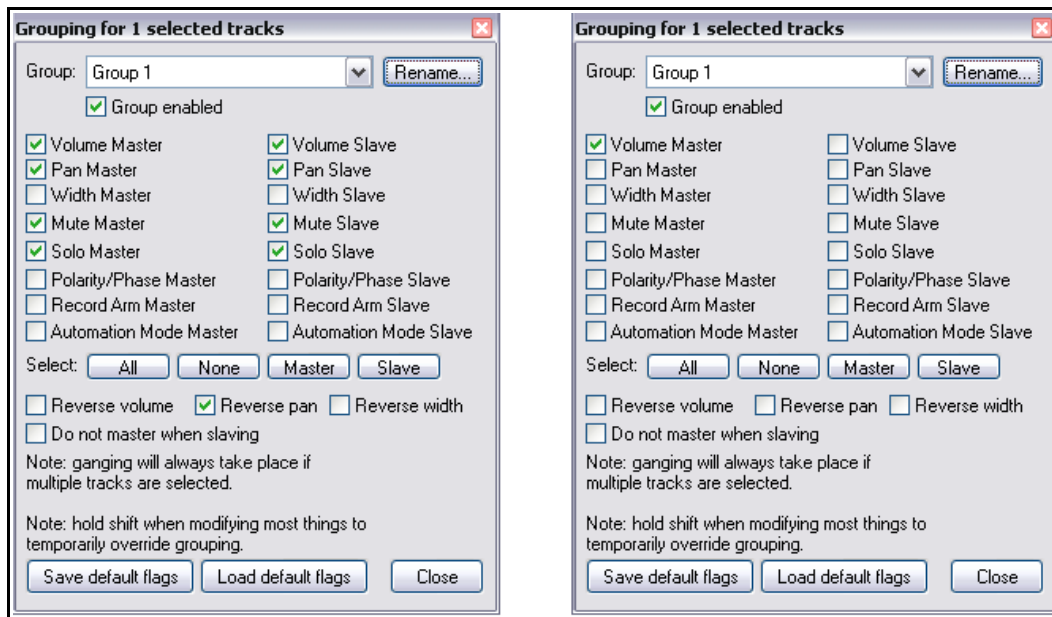 Grouping for 1 selected tracks
Group: Group 1 Rename...
Group enabled
Volume Master Volume Slave
Pan Master Pan Slave
Width Master Width Slave
Mute Master Mute Slave
Solo Master Solo Slave
Polarity/Phase Master Polarity/Phase Slave
Record Arm Master Record Arm Slave
Automation Mode Master Automation Mode Slave
Select: All None Master Slave
Reverse volume Reverse pan Reverse width
Do not master when slaving
Note: ganging will always take place if
multiple tracks are selected.
Note: hold shift when modifying most things to
temporarily override grouping.
Save default flags Load default flags Close
Grouping for 1 selected tracks
Group: Group 1 Rename...
Group enabled
Volume Master Volume Slave
Pan Master Pan Slave
Width Master Width Slave
Mute Master Mute Slave
Solo Master Solo Slave
Polarity/Phase Master Polarity/Phase Slave
Record Arm Master Record Arm Slave
Automation Mode Master Automation Mode Slave
Select: All None Master Slave
Reverse volume Reverse pan Reverse width
Do not master when slaving
Note: ganging will always take place if
multiple tracks are selected.
Note: hold shift when modifying most things to
temporarily override grouping.
Save default flags Load default flags Close